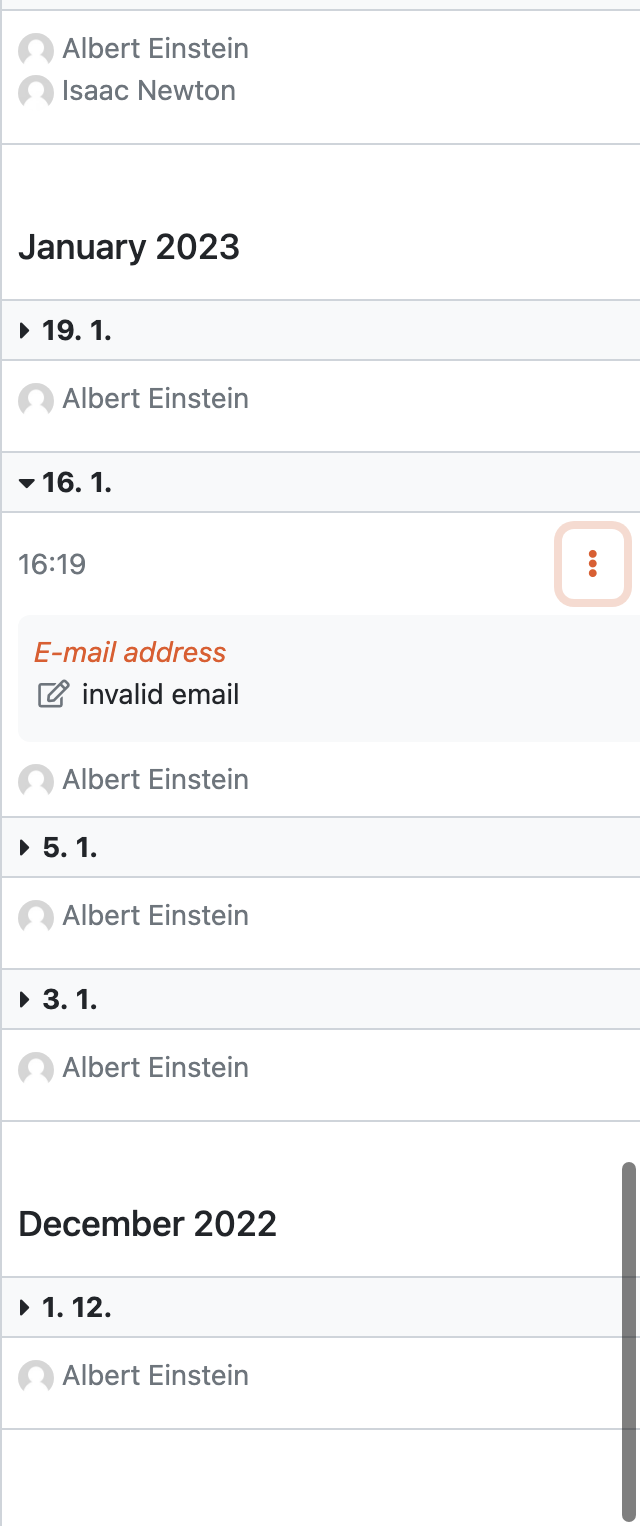 Albert Einstein
Isaac Newton
January 2023
19. 1.
Albert Einstein
16. 1.
16:19
E-mail address
invalid email
Albert Einstein
5. 1.
Albert Einstein
3. 1.
Albert Einstein
December 2022
1. 12.
Albert Einstein